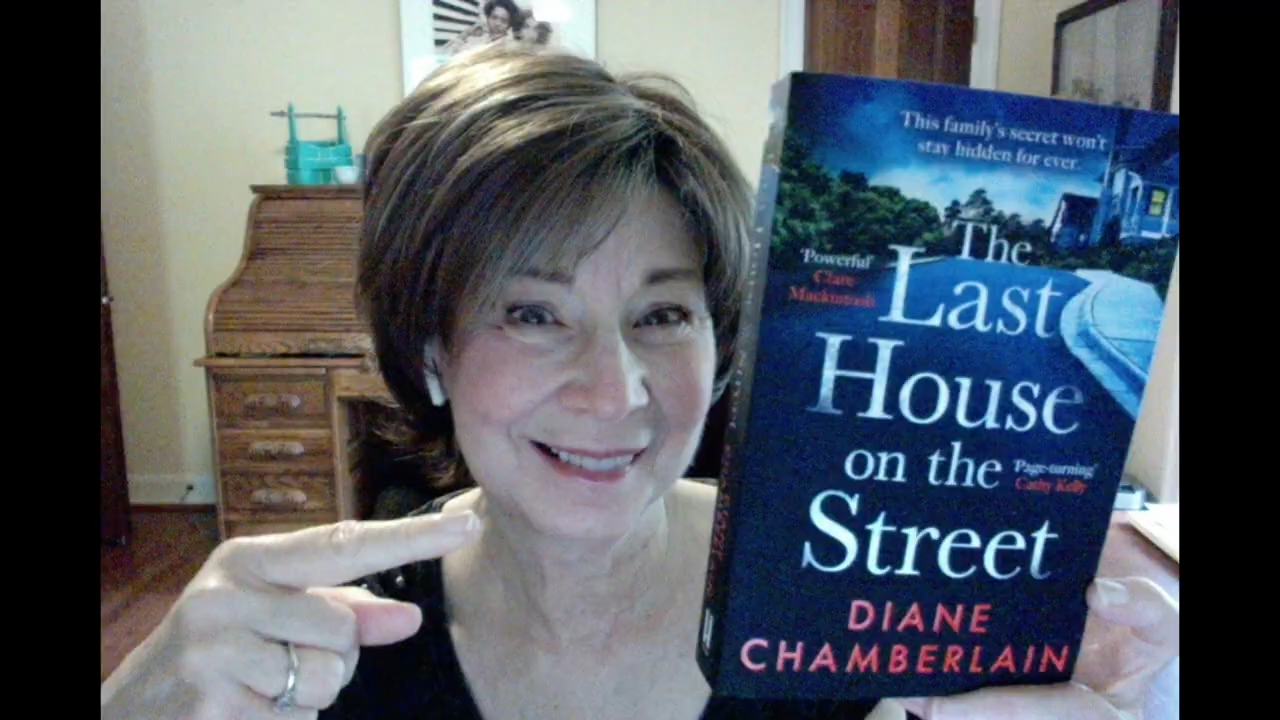 This family's secret won't
stay hidden for ever.
'Powerful'
Clare
Mackintosh
The
Last
House
on the
Street
'Page-turning'
Cathy Kelly
DIANE
CHAMBERLAIN